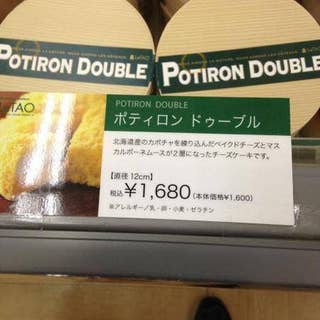 LeTAO
POTIRON DOUBLE
POTIRON DOUBLE
POTIRON DOUBLE
ポティロン ドゥーブル
北海道産のカボチャを練り込んだベイクドチーズとマス
カルポーネムースが2層になったチーズケーキです。
【直径 12cm】
税込¥1,680(本体価格¥1,600)
※アレルギー/乳・卵・小麦・ゼラチン